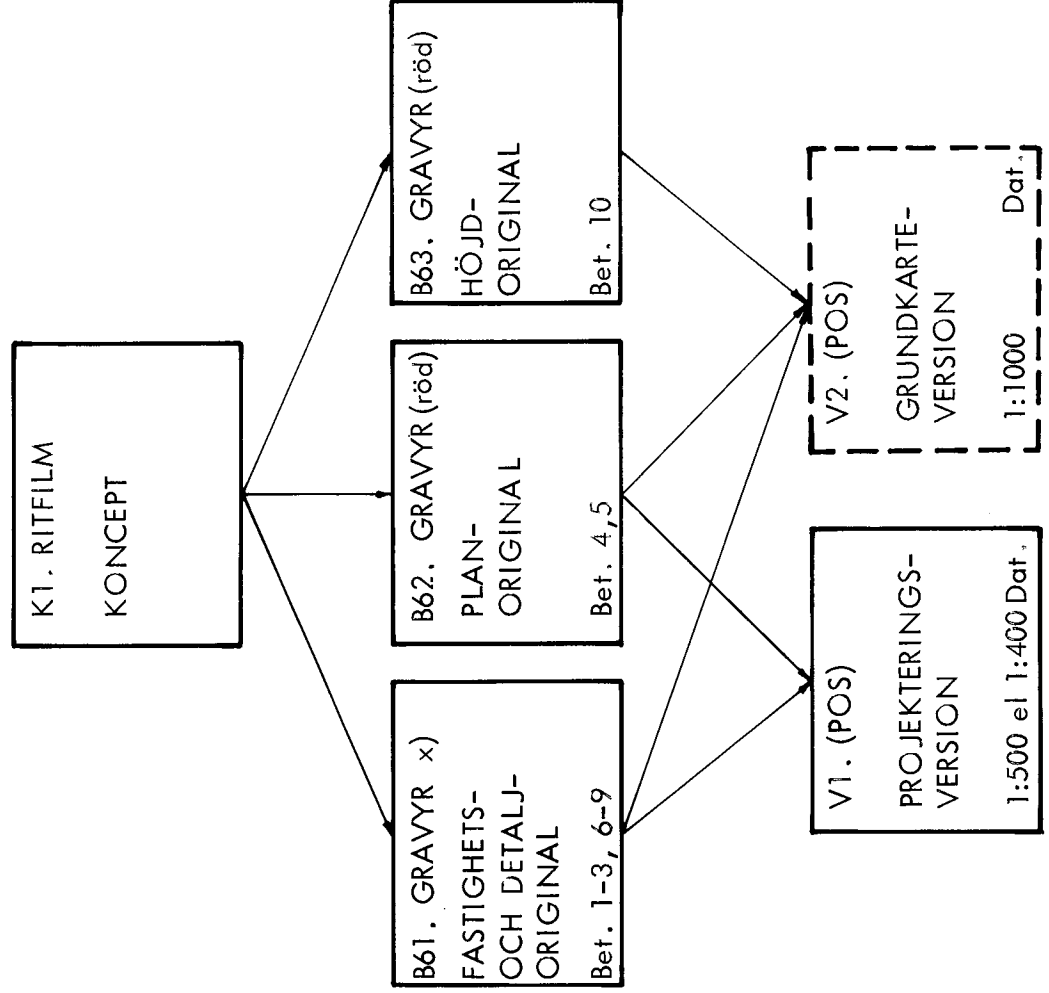 K1. RITFILM
KONCEPT
B61. GRAVYR x)
FASTIGHETS-
OCH DETALJ-
ORIGINAL
Bet. 1-3, 6-9
B62. GRAVYR (röd)
PLAN-
ORIGINAL
Bet. 4,5
B63. GRAVYR (röd)
HÖJD-
ORIGINAL
Bet. 10
V1. (POS)
PROJEKTERINGS-
VERSION
1:500 el 1:400 Dat.
V2. (POS)
GRUNDKARTE-
VERSION
1:1000 Dat.